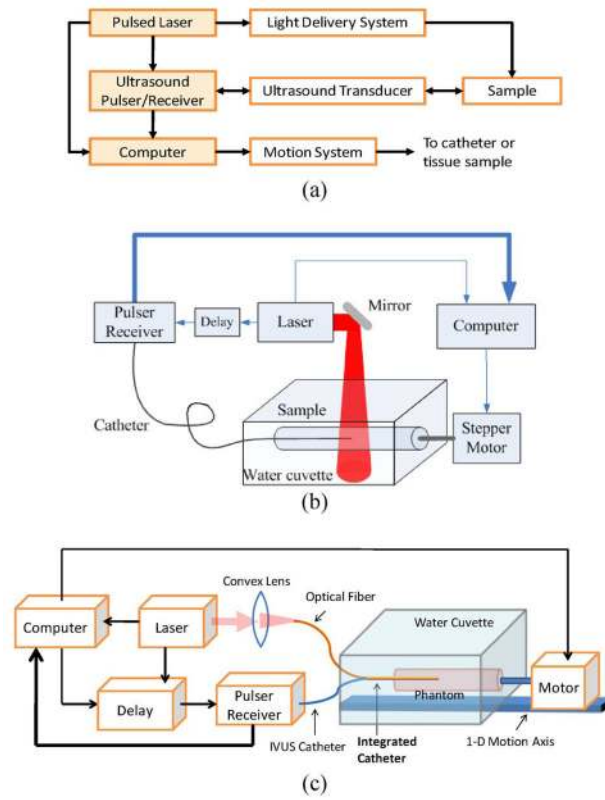 Pulsed Laser
Light Delivery System
Ultrasound
Pulser/Receiver
Ultrasound Transducer
Sample
Computer
Motion System
To catheter or
tissue sample
(a)
Mirror
Pulser
Receiver
Delay
Laser
Computer
Catheter
Sample
Stepper
Motor
Water cuvette
(b)
Convex Lens
Optical Fiber
Computer
Laser
Water Cuvette
Delay
Pulser
Receiver
Phantom
Motor
IVUS Catheter
Integrated
Catheter
1-D Motion Axis
(c)